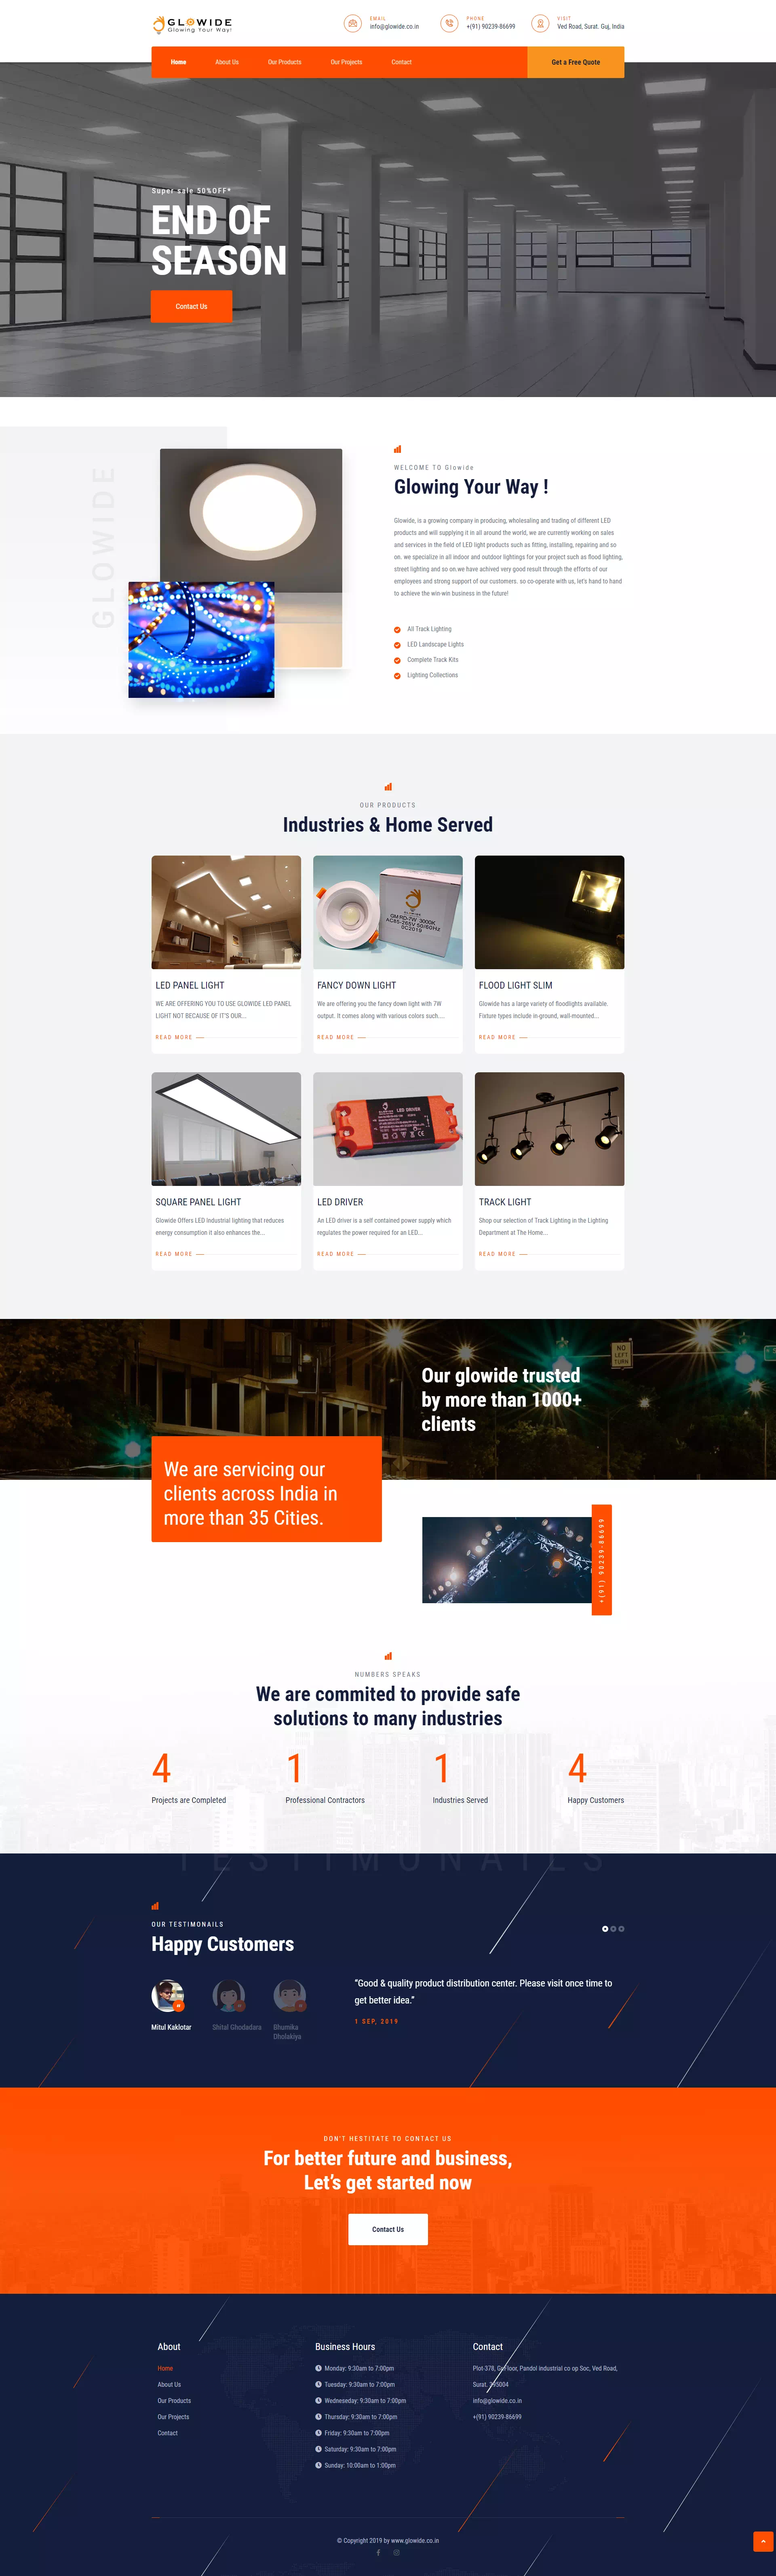 GLOWIDE
Glowing Your Way!
EMAIL
info@glowide.co.in
PHONE
+(91) 90239-86699
VISIT
Ved Road, Surat. Guj, India
Home
About Us
Our Products
Our Projects
Contact
Get a Free Quote
Super sale 50%OFF*
END OF
SEASON
Contact Us
GLOWIDE
WELCOME TO Glowide
Glowing Your Way !
Glowide, is a growing company in producing, wholesaling and trading of different LED
products and will supplying it in all around the world, we are currently working on sales
and services in the field of LED light products such as fitting, installing, repairing and so
on. we specialize in all indoor and outdoor lightings for your project such as flood lighting,
street lighting and so on.we have achived very good result through the efforts of our
employees and strong support of our customers. so co-operate with us, let's hand to hand
to achieve the win-win business in the future!
All Track Lighting
LED Landscape Lights
Complete Track Kits
Lighting Collections
OUR PRODUCTS
Industries & Home Served
GM-RD-7W 3000K
AC85-265V 50/60Hz
SC2019
LED PANEL LIGHT
WE ARE OFFERING YOU TO USE GLOWIDE LED PANEL
LIGHT NOT BECAUSE OF IT'S OUR...
READ MORE
FANCY DOWN LIGHT
We are offering you the fancy down light with 7W
output. It comes along with various colors such....
READ MORE
FLOOD LIGHT SLIM
Glowide has a large variety of floodlights available.
Fixture types include in-ground, wall-mounted...
READ MORE
LED DRIVER
SQUARE PANEL LIGHT
Glowide Offers LED Industrial lighting that reduces
energy consumption it also enhances the...
READ MORE
LED DRIVER
An LED driver is a self contained power supply which
regulates the power required for an LED...
READ MORE
TRACK LIGHT
Shop our selection of Track Lighting in the Lighting
Department at The Home...
READ MORE
NO
LEFT
TURN
Our glowide trusted
by more than 1000+
clients
We are servicing our
clients across India in
more than 35 Cities.
+(91) 90239-86699
NUMBERS SPEAKS
We are commited to provide safe
solutions to many industries
4
Projects are Completed
1
Professional Contractors
1
Industries Served
4
Happy Customers
TESTIMONAILS
OUR TESTIMONAILS
Happy Customers
Mitul Kaklotar
Shital Ghodadara
Bhumika
Dholakiya
“Good & quality product distribution center. Please visit once time to
get better idea.”
1 SEP, 2019
DON'T HESTITATE TO CONTACT US
For better future and business,
Let’s get started now
Contact Us
About
Home
About Us
Our Products
Our Projects
Contact
Business Hours
Monday: 9:30am to 7:00pm
Tuesday: 9:30am to 7:00pm
Wedneseday: 9:30am to 7:00pm
Thursday: 9:30am to 7:00pm
Friday: 9:30am to 7:00pm
Saturday: 9:30am to 7:00pm
Sunday: 10:00am to 1:00pm
Contact
Plot-378, Gr.Floor, Pandol industrial co op Soc, Ved Road,
Surat. 395004
info@glowide.co.in
+(91) 90239-86699
© Copyright 2019 by www.glowide.co.in